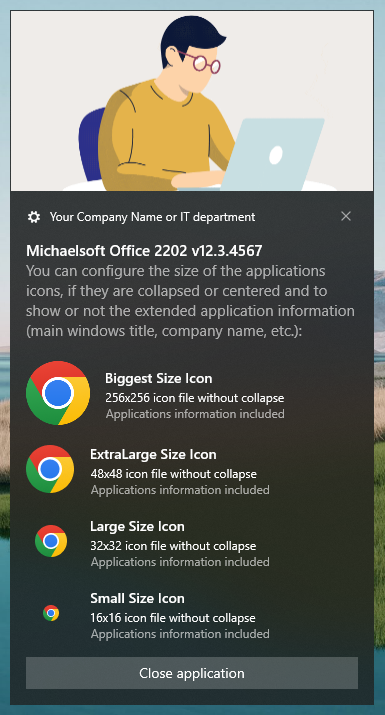 Your Company Name or IT department
Michaelsoft Office 2202 v12.3.4567
You can configure the size of the applications
icons, if they are collapsed or centered and to
show or not the extended application information
(main windows title, company name, etc.):
Biggest Size Icon
256x256 icon file without collapse
Applications information included
ExtraLarge Size Icon
48x48 icon file without collapse
Applications information included
Large Size Icon
32x32 icon file without collapse
Applications information included
Small Size Icon
16x16 icon file without collapse
Applications information included
Close application